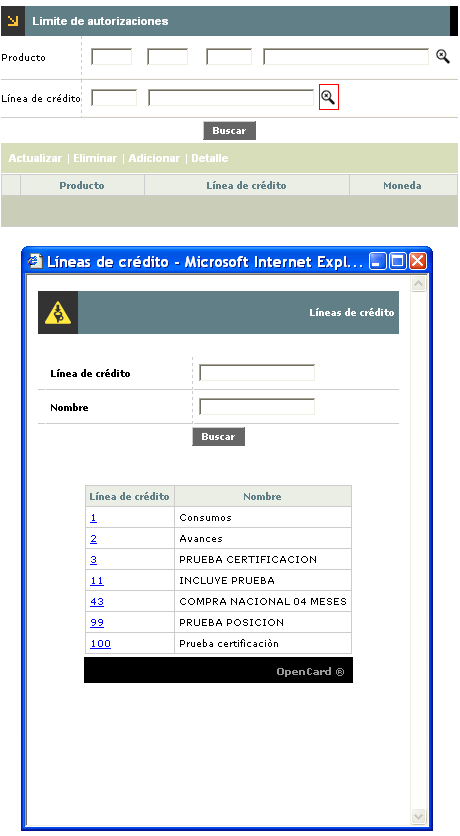 Limite de autorizaciones
Producto
Línea de crédito
Buscar
Actualizar | Eliminar | Adicionar | Detalle
Producto Línea de crédito Moneda
Líneas de crédito - Microsoft Internet Expl...
Líneas de crédito
Línea de crédito
Nombre
Buscar
Línea de crédito Nombre
1 Consumos
2 Avances
3 PRUEBA CERTIFICACION
11 INCLUYE PRUEBA
43 COMPRA NACIONAL 04 MESES
99 PRUEBA POSICION
100 Prueba certificaciòn
OpenCard ®